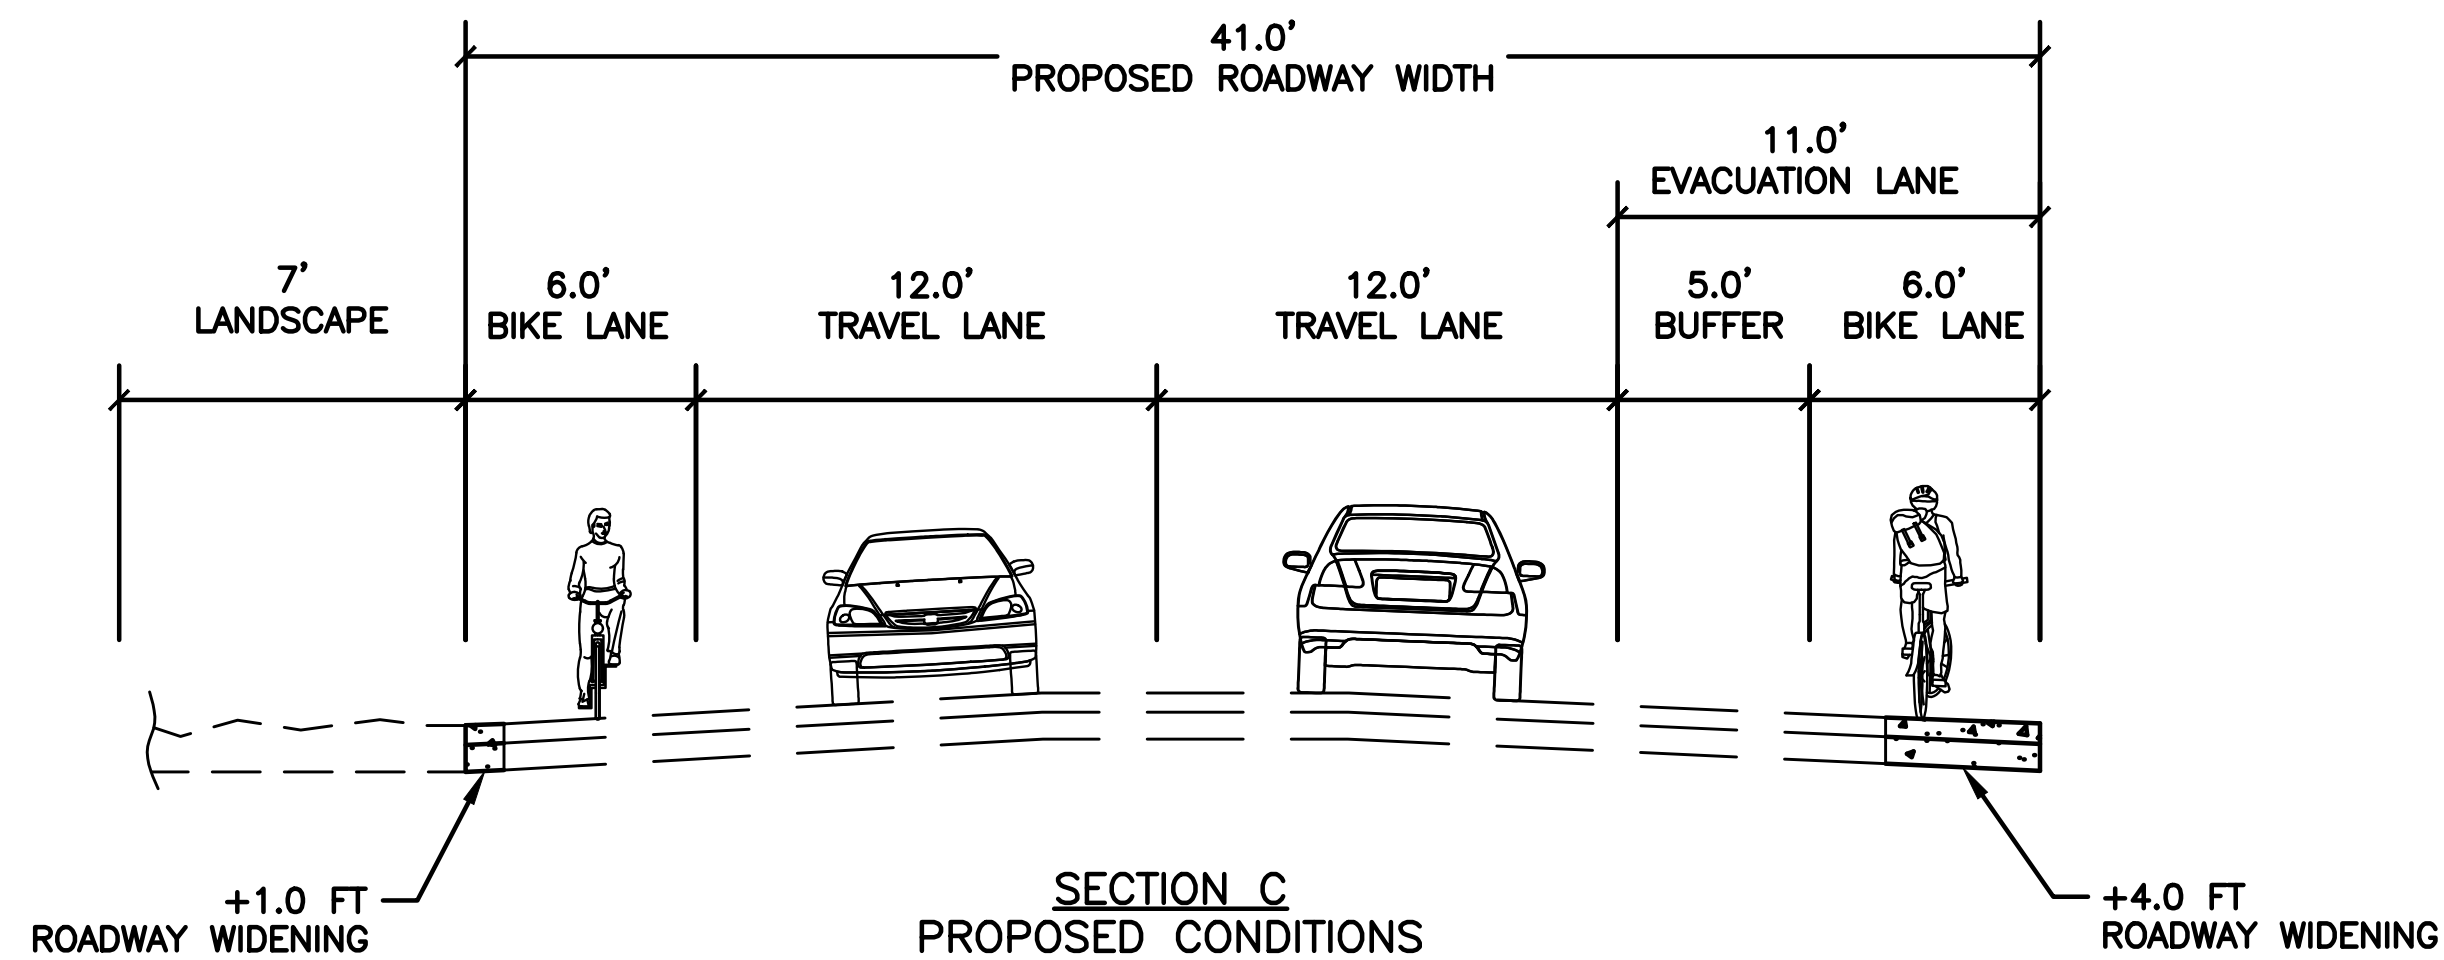 41.0'
PROPOSED ROADWAY WIDTH
11.0'
EVACUATION LANE
7'
LANDSCAPE
6.0'
BIKE LANE
12.0'
TRAVEL LANE
12.0'
TRAVEL LANE
5.0'
BUFFER
6.0'
BIKE LANE
+1.0 FT
ROADWAY WIDENING
SECTION C
PROPOSED CONDITIONS
+4.0 FT
ROADWAY WIDENING